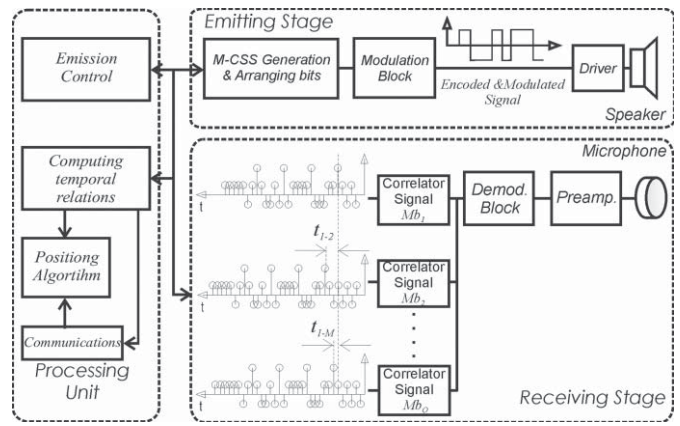 Emission
Control
Computing
temporal
relations
Positiong
Algortihm
Communications
Processing
Unit
Emitting Stage
M-CSS Generation
& Arranging bits
Modulation
Block
Encoded &Modulated
Signal
Driver
Speaker
Microphone
t
t1-2
t
t1-M
t
Correlator
Signal
Mb1
Correlator
Signal
Mb2
Correlator
Signal
MbQ
Demod.
Block
Preamp.
Receiving Stage